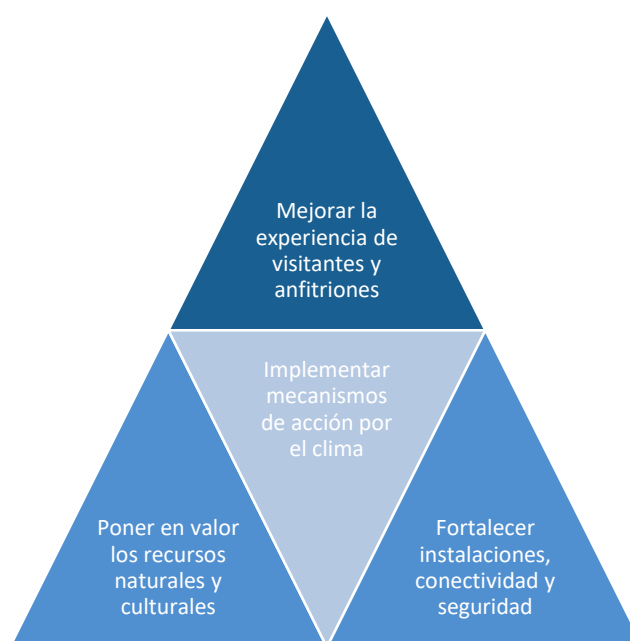 Mejorar la
experiencia de
visitantes y
anfitriones
Implementar
mecanismos
de acción por
el clima
Poner en valor
los recursos
naturales y
culturales
Fortalecer
instalaciones,
conectividad y
seguridad